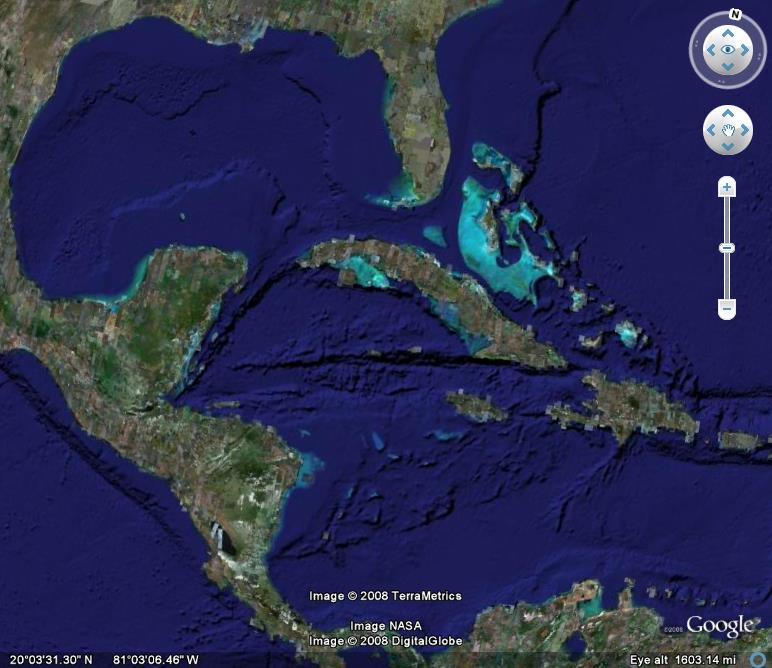 N
Image © 2008 TerraMetrics
Image NASA
Image © 2008 DigitalGlobe
©2008 Google™
20°03'31.30" N 81°03'06.46" W Eye alt 1603.14 mi